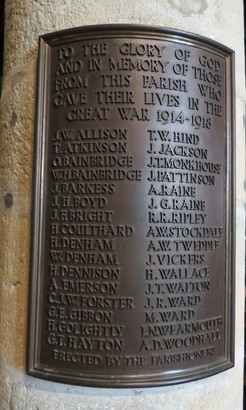 TO THE GLORY OF GOD
AND IN MEMORY OF THOSE
FROM THIS PARISH WHO
GAVE THEIR LIVES IN THE
GREAT WAR 1914-1918
J.W. ALLISON T.W. HIND
T. ATKINSON J. JACKSON
O. BAINBRIDGE J.T. MONKHOUSE
W.H. BAINBRIDGE J. PATTINSON
J. BARKESS A. RAINE
J.H. BOYD J.G. RAINE
J.F. BRIGHT R.R. RIPLEY
H. COULTHARD A.W. STOCKDALE
H. DENHAM A.W. TWEDDLE
W. DENHAM J. VICKERS
H. DENNISON H. WALLACE
A. EMERSON J.T. WALTON
C.J.W. FORSTER J.R. WARD
G.E. GIBBON M. WARD
H. GOLIGHTLY I.N. WEARMOUTH
G.T. HAYTON A.D. WOODHALL
ERECTED BY THE PARISHIONERS